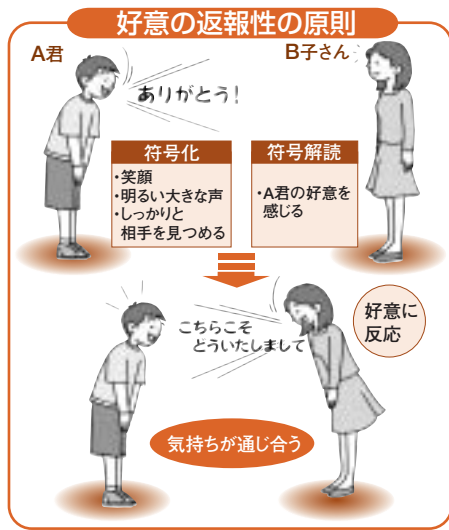 好意の返報性の原則
A君
B子さん
ありがとう！
符号化
・笑顔
・明るい大きな声
・しっかりと
相手を見つめる
符号解読
・A君の好意を
感じる
こちらこそ
どういたしまして
好意に
反応
気持ちが通じ合う